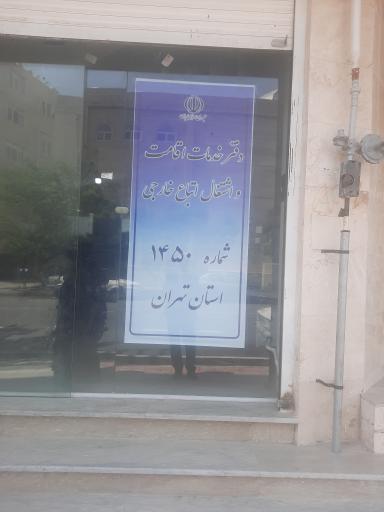 دفتر خدمات اقامت
و اشتغال اتباع خارجی
شماره ۱۴۵۰
استان تهران